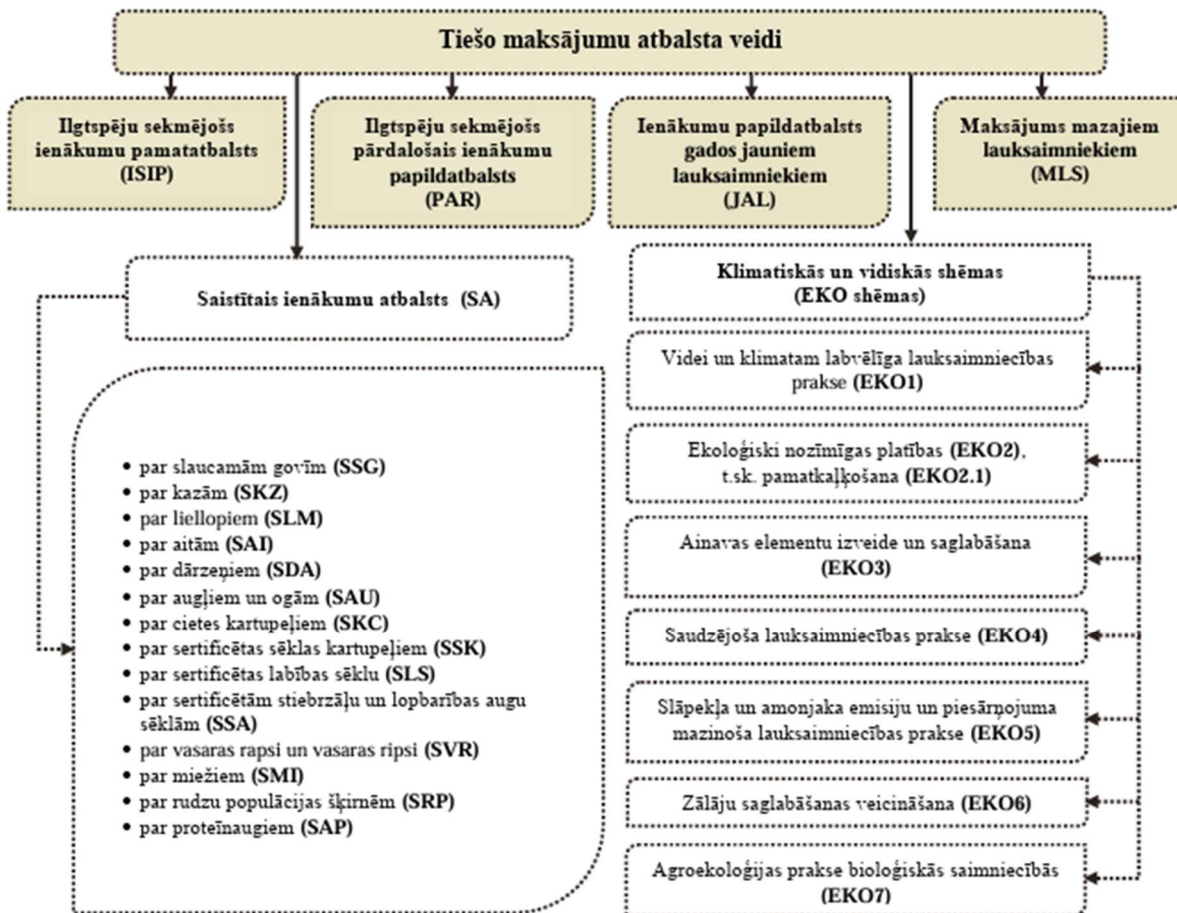 Tiešo maksājumu atbalsta veidi
Ilgtspēju sekmējošs
ienākumu pamatatbalsts
(ISIP)
Ilgtspēju sekmējošs
pārdalošais ienākumu
papildatbalsts
(PAR)
Ienākumu papildatbalsts
gados jauniem
lauksaimniekiem
(JAL)
Maksājums mazajiem
lauksaimniekiem
(MLS)
Saistītais ienākumu atbalsts (SA)
• par slaucamām govīm (SSG)
• par kazām (SKZ)
• par liellopiem (SLM)
• par aitām (SAI)
• par dārzeņiem (SDA)
• par augļiem un ogām (SAU)
• par cietes kartupeļiem (SKC)
• par sertificētas sēklas kartupeļiem (SSK)
• par sertificētas labības sēklu (SLS)
• par sertificētām stiebrzāļu un lopbarības augu
sēklām (SSA)
• par vasaras rapsi un vasaras ripsi (SVR)
• par miežiem (SMI)
• par rudzu populācijas šķirnēm (SRP)
• par proteīnaugiem (SAP)
Klimatiskās un vidiskās shēmas
(EKO shēmas)
Videi un klimatam labvēlīga lauksaimniecības
prakse (EKO1)
Ekoloģiski nozīmīgas platības (EKO2),
t.sk. pamatkaļķošana (EKO2.1)
Ainavas elementu izveide un saglabāšana
(EKO3)
Saudzējoša lauksaimniecības prakse (EKO4)
Slāpekļa un amonjaka emisiju un piesārņojuma
mazinoša lauksaimniecības prakse (EKO5)
Zālāju saglabāšanas veicināšana (EKO6)
Agroekoloģijas prakse bioloģiskās saimniecībās
(EKO7)